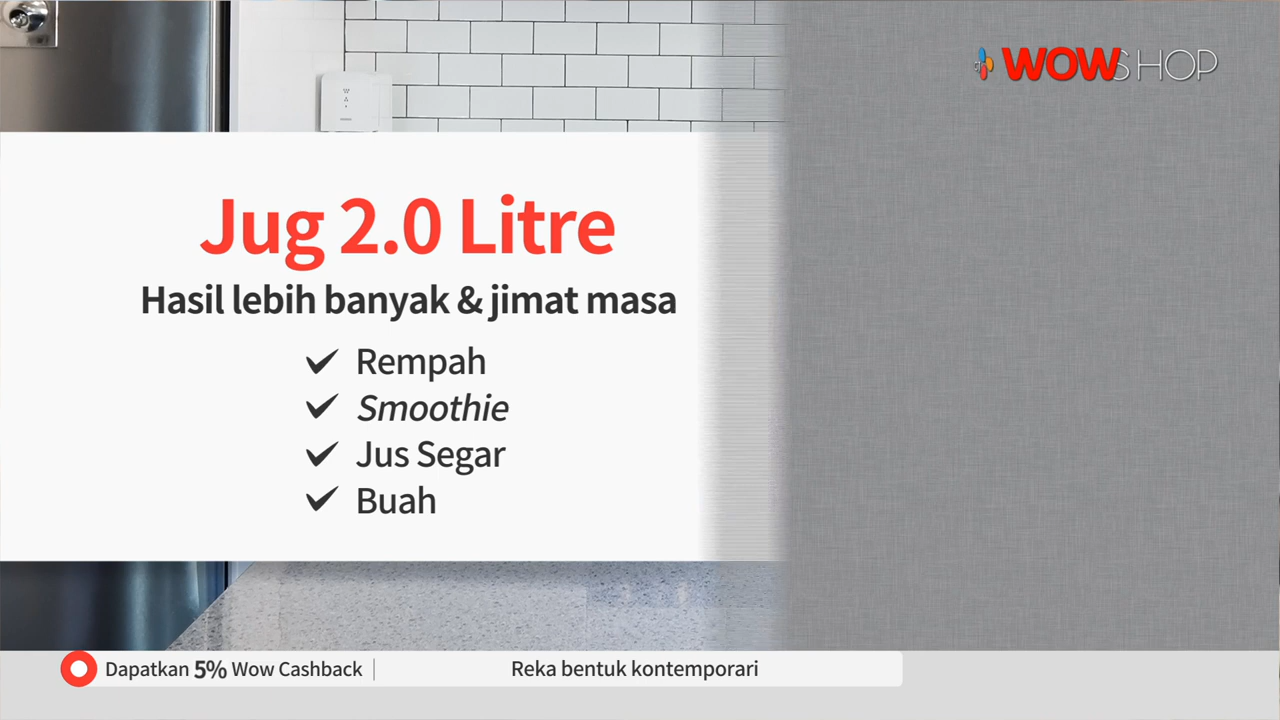 WOWSHOP
Jug 2.0 Litre
Hasil lebih banyak & jimat masa
Rempah
Smoothie
Jus Segar
Buah
Dapatkan 5% Wow Cashback
Reka bentuk kontemporari